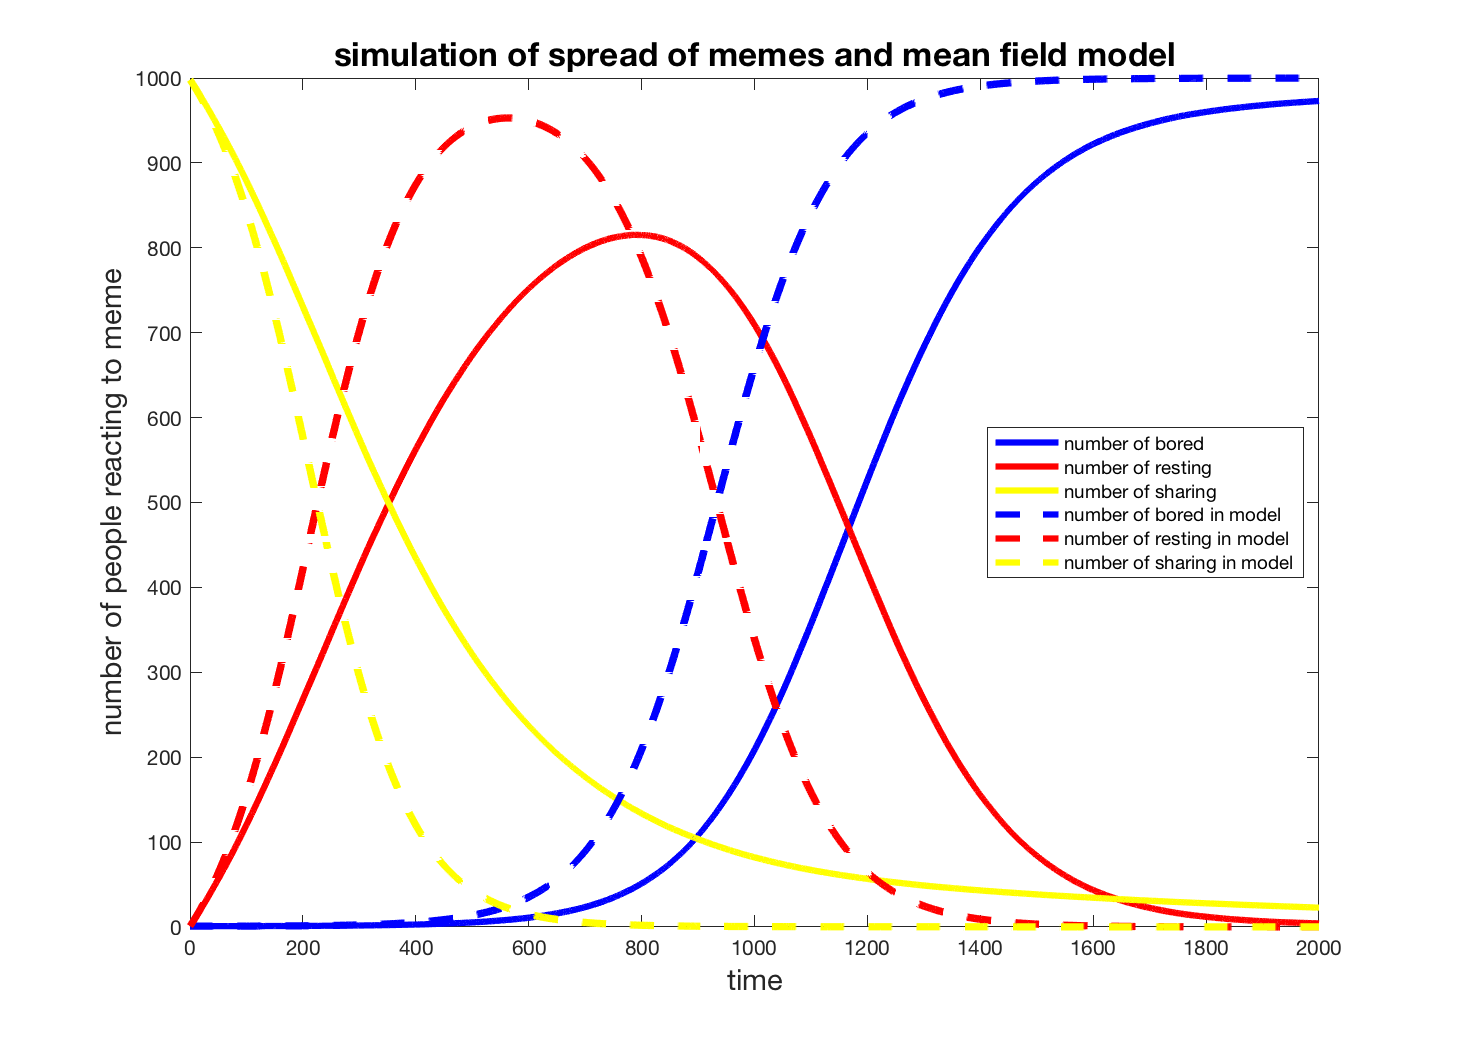 simulation of spread of memes and mean field model
number of people reacting to meme
1000
900
800
700
600
500
400
300
200
100
0
number of bored
number of resting
number of sharing
number of bored in model
number of resting in model
number of sharing in model
0 200 400 600 800 1000 1200 1400 1600 1800 2000
time